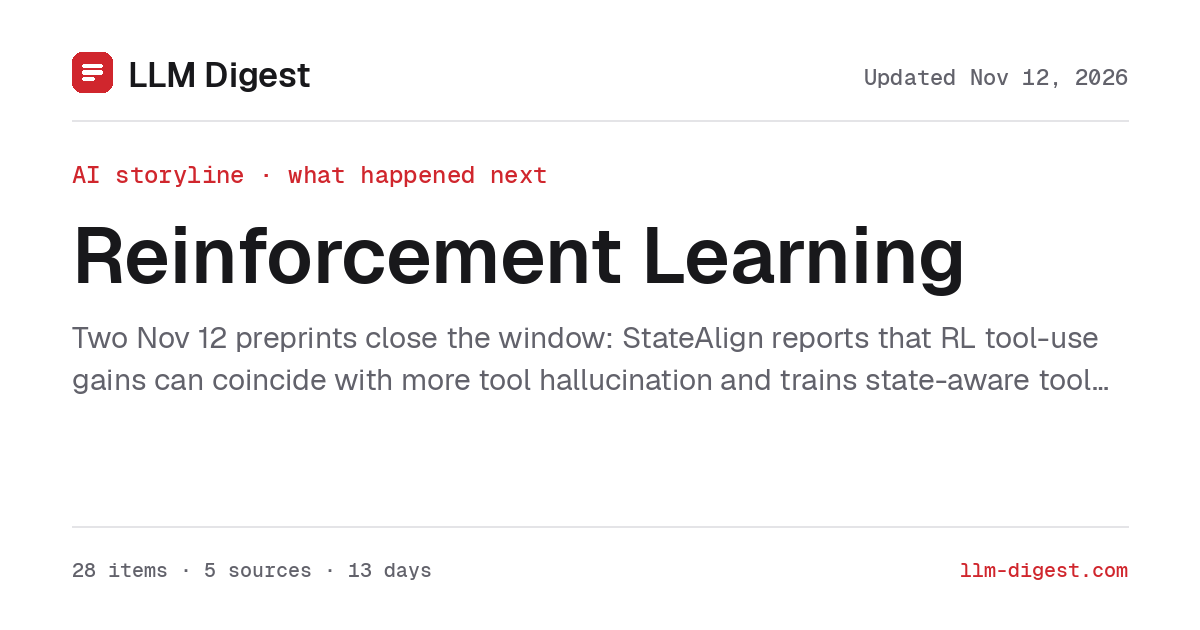 LLM Digest
Updated Nov 12, 2026
AI storyline · what happened next
Reinforcement Learning
Two Nov 12 preprints close the window: StateAlign reports that RL tool-use
gains can coincide with more tool hallucination and trains state-aware tool…
28 items · 5 sources · 13 days
llm-digest.com